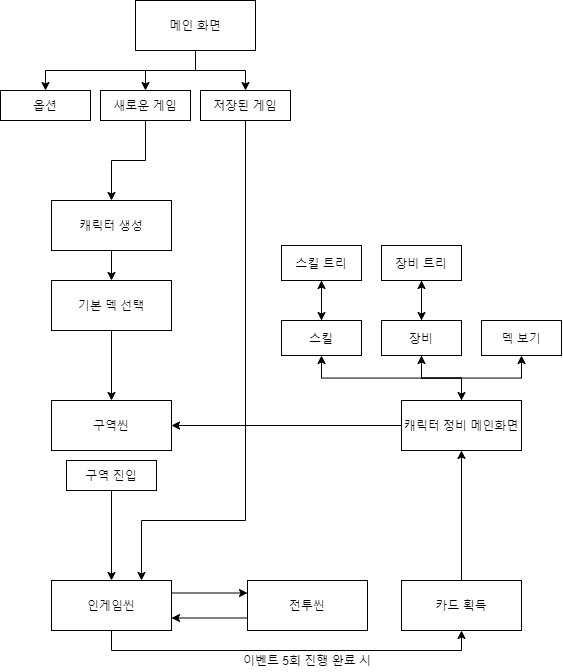 메인 화면
옵션
새로운 게임
저장된 게임
캐릭터 생성
스킬 트리
장비 트리
기본 덱 선택
스킬
장비
덱 보기
구역씬
캐릭터 정비 메인화면
구역 진입
인게임씬
전투씬
카드 획득
이벤트 5회 진행 완료 시